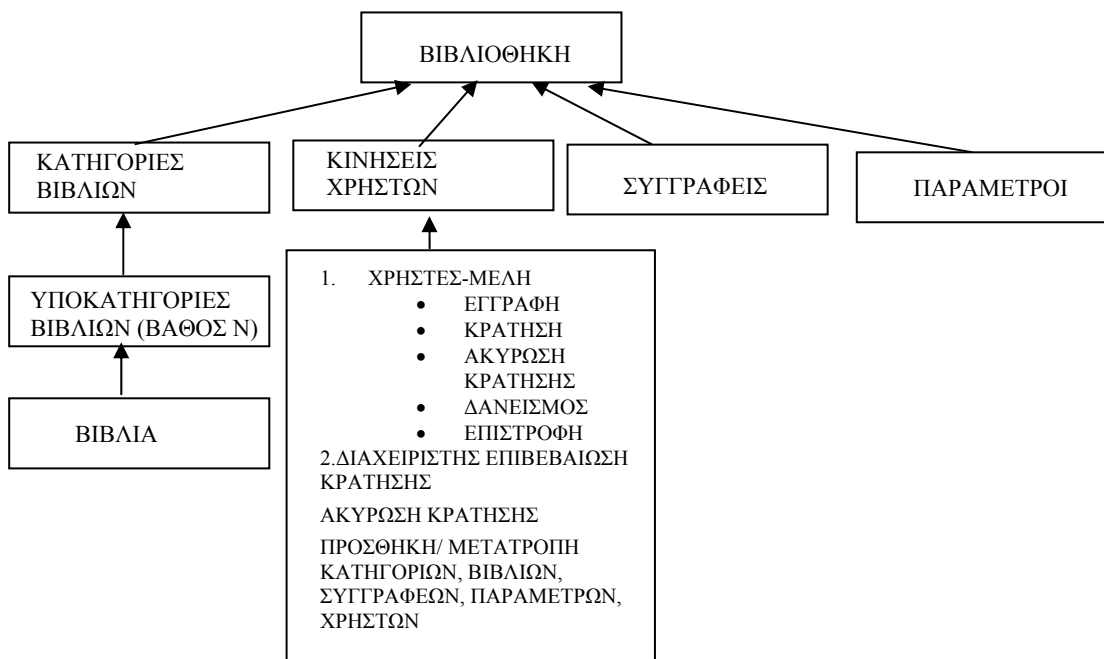 ΒΙΒΛΙΟΘΗΚΗ
ΚΑΤΗΓΟΡΙΕΣ
ΒΙΒΛΙΩΝ
ΚΙΝΗΣΕΙΣ
ΧΡΗΣΤΩΝ
ΣΥΓΓΡΑΦΕΙΣ
ΠΑΡΑΜΕΤΡΟΙ
ΥΠΟΚΑΤΗΓΟΡΙΕΣ
ΒΙΒΛΙΩΝ (ΒΑΘΟΣ Ν)
ΒΙΒΛΙΑ
1. ΧΡΗΣΤΕΣ-ΜΕΛΗ
• ΕΓΓΡΑΦΗ
• ΚΡΑΤΗΣΗ
• ΑΚΥΡΩΣΗ
ΚΡΑΤΗΣΗΣ
• ΔΑΝΕΙΣΜΟΣ
• ΕΠΙΣΤΡΟΦΗ
2.ΔΙΑΧΕΙΡΙΣΤΗΣ ΕΠΙΒΕΒΑΙΩΣΗ
ΚΡΑΤΗΣΗΣ
ΑΚΥΡΩΣΗ ΚΡΑΤΗΣΗΣ
ΠΡΟΣΘΗΚΗ/ ΜΕΤΑΤΡΟΠΗ
ΚΑΤΗΓΟΡΙΩΝ, ΒΙΒΛΙΩΝ,
ΣΥΓΓΡΑΦΕΩΝ, ΠΑΡΑΜΕΤΡΩΝ,
ΧΡΗΣΤΩΝ